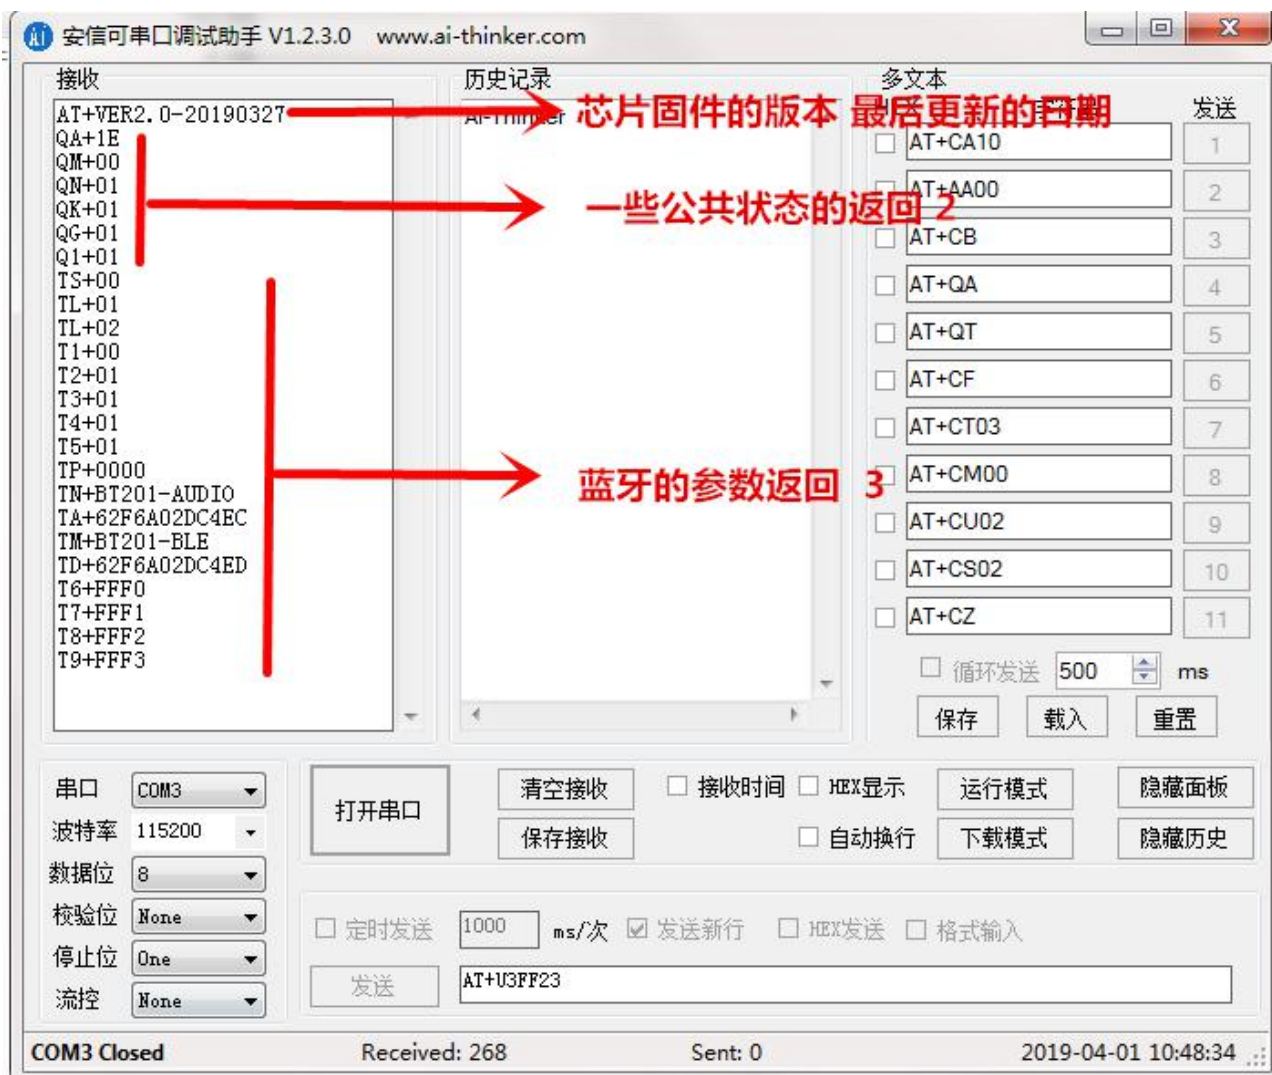 安信可串口调试助手 V1.2.3.0 www.ai-thinker.com
接收
历史记录
多文本
AT+VER2.0-20190327
QA+1E
QM+00
QN+01
QK+01
QG+01
Q1+01
TS+00
TL+01
TL+02
T1+00
T2+01
T3+01
T4+01
T5+01
TP+0000
TN+BT201-AUDIO
TA+62F6A02DC4EC
TM+BT201-BLE
TD+62F6A02DC4ED
T6+FFF0
T7+FFF1
T8+FFF2
T9+FFF3
Ai-Thinker
芯片固件的版本 最后更新的日期
一些公共状态的返回 2
蓝牙的参数返回 3
发送
AT+CA10 1
AT+AA00 2
AT+CB 3
AT+QA 4
AT+QT 5
AT+CF 6
AT+CT03 7
AT+CM00 8
AT+CU02 9
AT+CS02 10
AT+CZ 11
循环发送 500 ms
保存 载入 重置
串口 COM3
波特率 115200
数据位 8
校验位 None
停止位 One
流控 None
打开串口
清空接收 接收时间 HEX显示 运行模式 隐藏面板
保存接收 自动换行 下载模式 隐藏历史
定时发送 1000 ms/次 发送新行 HEX发送 格式输入
发送 AT+U3FF23
COM3 Closed Received: 268 Sent: 0 2019-04-01 10:48:34